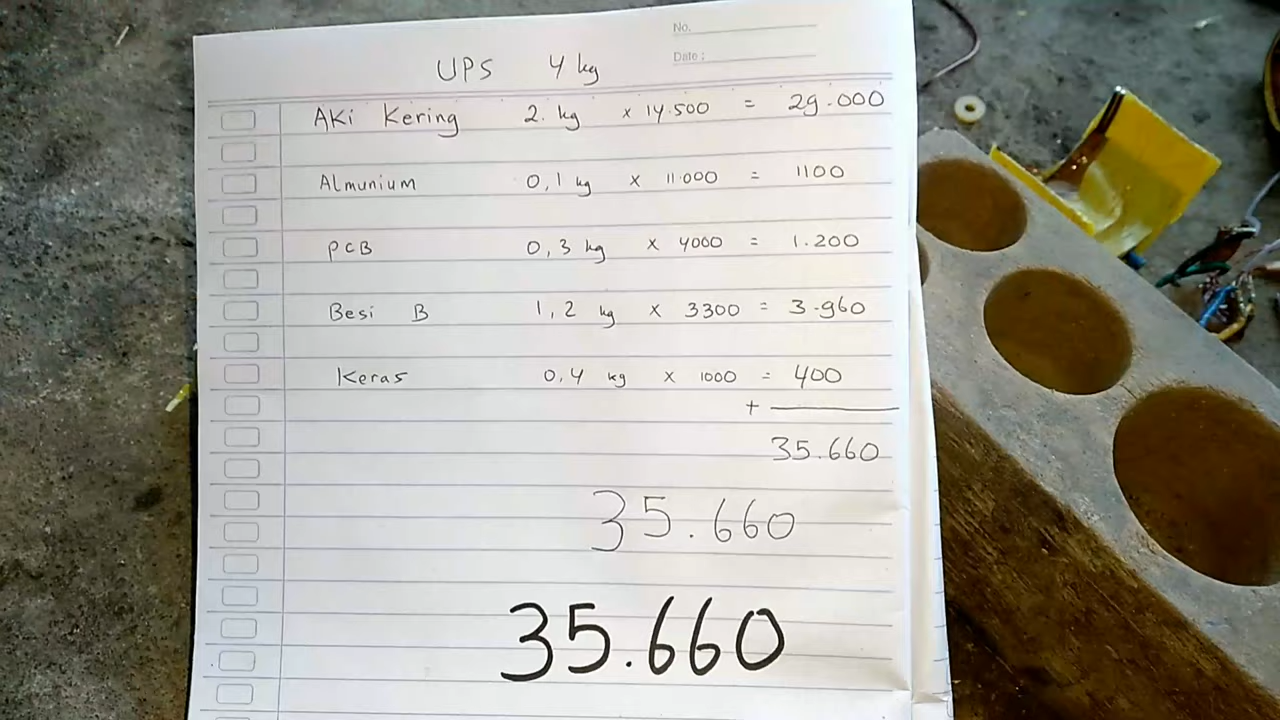 No.
Date :
UPS 4 kg
AKi Kering 2. kg x 14.500 = 29.000
Almunium 0,1 kg x 11.000 = 1100
PCB 0,3 kg x 4000 = 1.200
Besi B 1,2 kg x 3300 = 3.960
Keras 0,4 kg x 1000 = 400
+
35.660
35.660
35.660